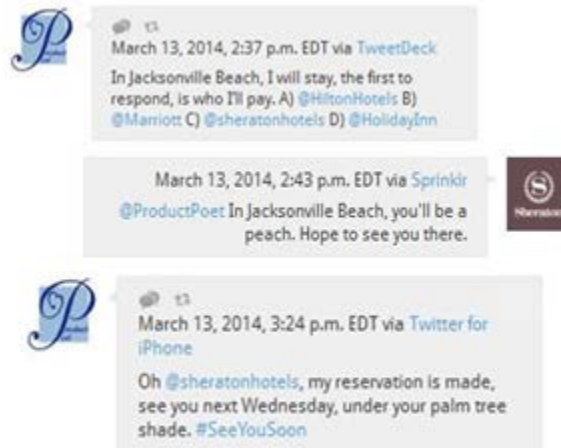 March 13, 2014, 2:37 p.m. EDT via TweetDeck
In Jacksonville Beach, I will stay, the first to
respond, is who I'll pay. A) @HiltonHotels B)
@Marriott C) @sheratonhotels D) @HolidayInn
March 13, 2014, 2:43 p.m. EDT via Sprinklr
@ProductPoet In Jacksonville Beach, you'll be a
peach. Hope to see you there.
Sheraton
March 13, 2014, 3:24 p.m. EDT via Twitter for
iPhone
Oh @sheratonhotels, my reservation is made,
see you next Wednesday, under your palm tree
shade. #SeeYouSoon